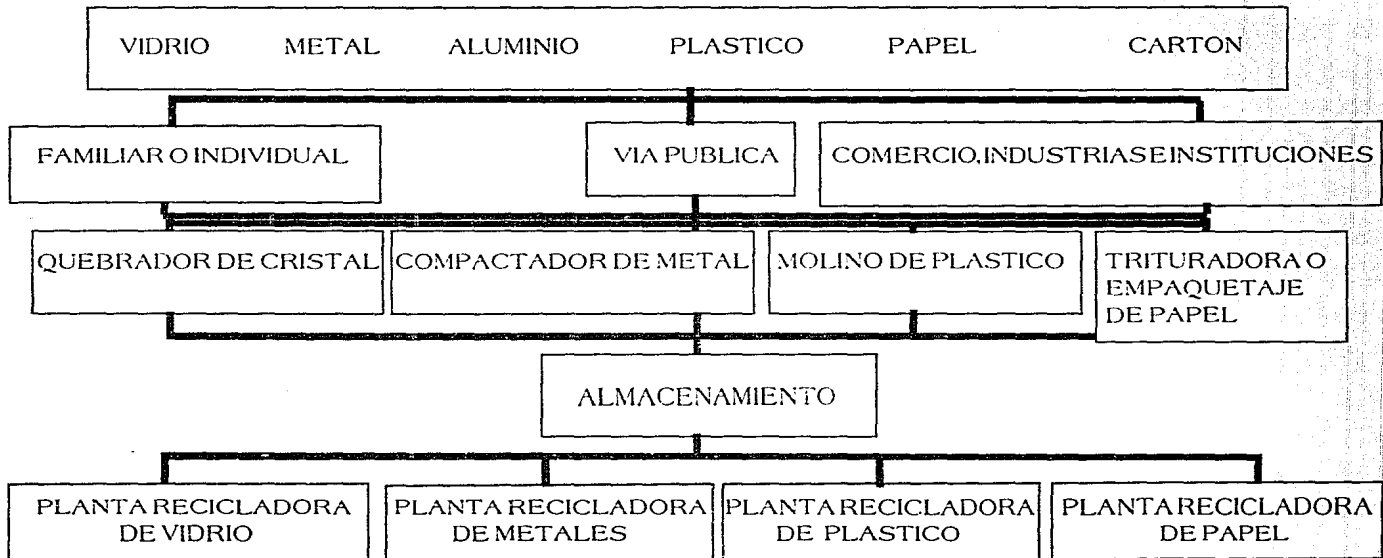 VIDRIO METAL ALUMINIO PLASTICO PAPEL CARTON
FAMILIAR O INDIVIDUAL
VIA PUBLICA
COMERCIO, INDUSTRIAS E INSTITUCIONES
QUEBRADOR DE CRISTAL
COMPACTADOR DE METAL
MOLINO DE PLASTICO
TRITURADORA O
EMPAQUETAJE
DE PAPEL
ALMACENAMIENTO
PLANTA RECICLADORA
DE VIDRIO
PLANTA RECICLADORA
DE METALES
PLANTA RECICLADORA
DE PLASTICO
PLANTA RECICLADORA
DE PAPEL